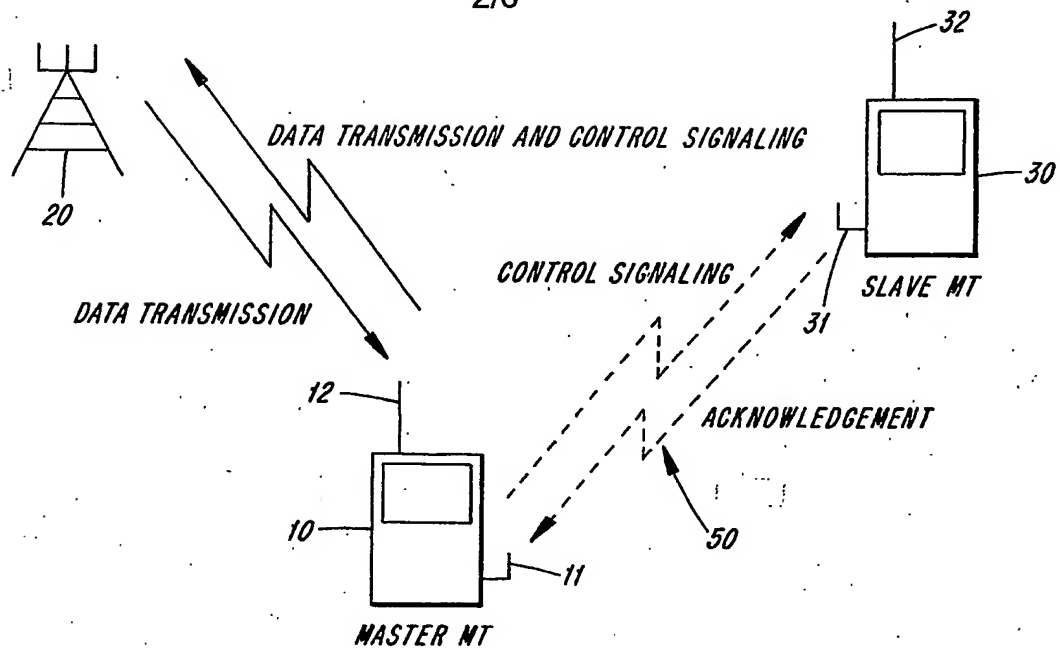 2/6
32
DATA TRANSMISSION AND CONTROL SIGNALING
30
20
CONTROL SIGNALING
SLAVE MT
DATA TRANSMISSION
31
12
ACKNOWLEDGEMENT
10
50
11
MASTER MT